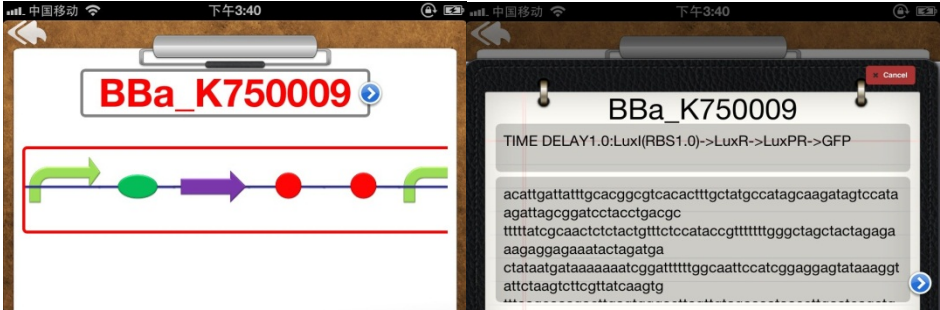 中国移动 下午3:40
BBa_K750009
中国移动 下午3:40
Cancel
BBa_K750009
TIME DELAY1.0:LuxI(RBS1.0)->LuxR->LuxPR->GFP
acattgattatttgcacggcgtcacactttgctatgccatagcaagatagtccata
agattagcggatcctacctgacgc
tttttatcgcaactctctactgtttctccataccgtttttttgggctagctactagaga
aagaggagaaatactagatga
ctataatgataaaaaaatcggattttttggcaattccatcggaggagtataaaggt
attctaagtcttcgttatcaagtg